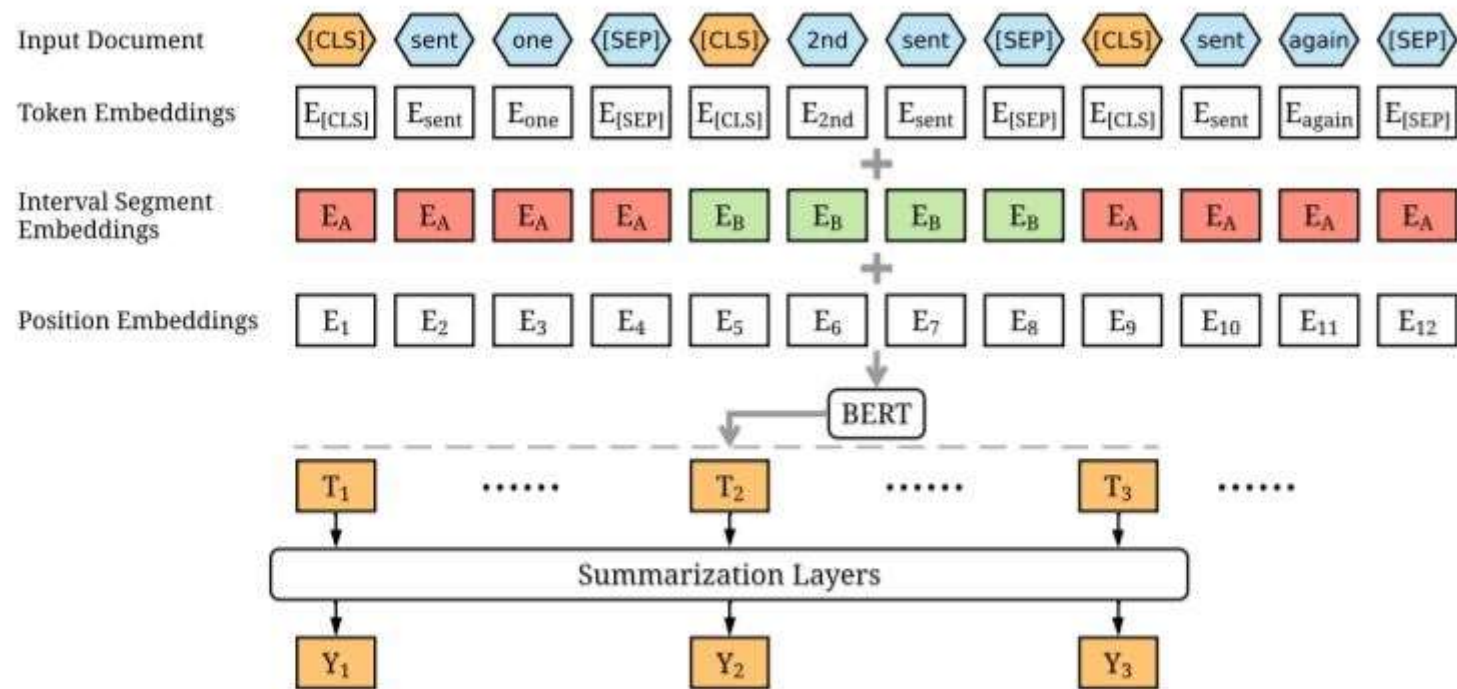 Input Document [CLS] sent one [SEP] [CLS] 2nd sent [SEP] [CLS] sent again [SEP]
Token Embeddings E[CLS] Esent Eone E[SEP] E[CLS] E2nd Esent E[SEP] E[CLS] Esent Eagain E[SEP]
+
Interval Segment
Embeddings EA EA EA EA EB EB EB EB EA EA EA EA
+
Position Embeddings E1 E2 E3 E4 E5 E6 E7 E8 E9 E10 E11 E12
BERT
T1 ...... T2 ...... T3 ......
Summarization Layers
Y1 Y2 Y3